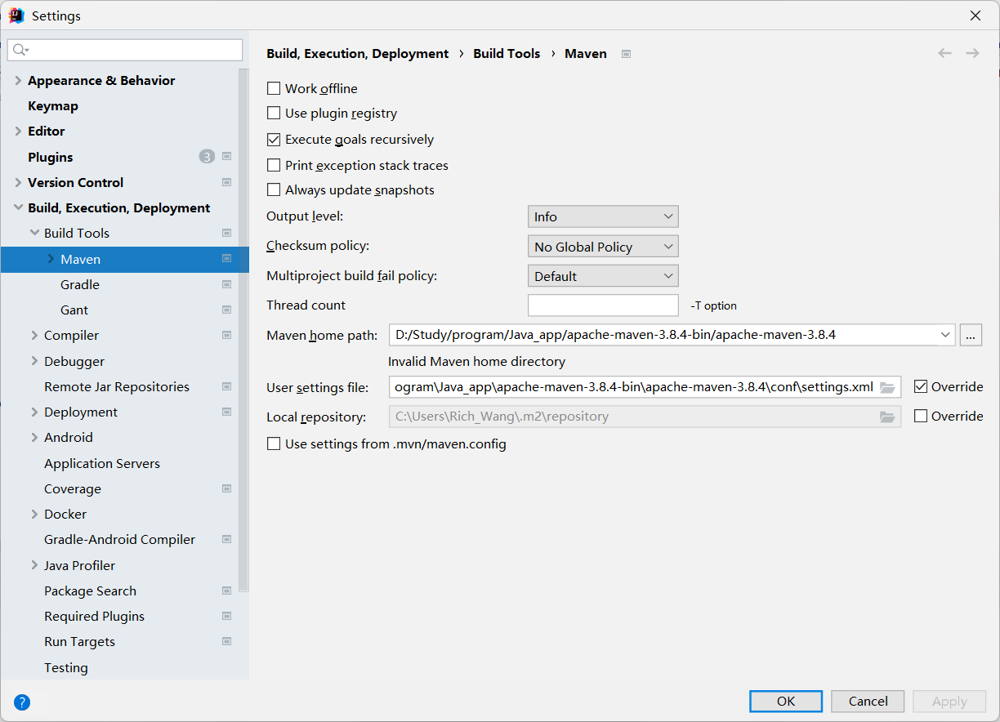 Settings
Appearance & Behavior
Keymap
Editor
Plugins 3
Version Control
Build, Execution, Deployment
Build Tools
Maven
Gradle
Gant
Compiler
Debugger
Remote Jar Repositories
Deployment
Android
Application Servers
Coverage
Docker
Gradle-Android Compiler
Java Profiler
Package Search
Required Plugins
Run Targets
Testing
Build, Execution, Deployment › Build Tools › Maven
Work offline
Use plugin registry
Execute goals recursively
Print exception stack traces
Always update snapshots
Output level: Info
Checksum policy: No Global Policy
Multiproject build fail policy: Default
Thread count -T option
Maven home path: D:/Study/program/Java_app/apache-maven-3.8.4-bin/apache-maven-3.8.4 ...
Invalid Maven home directory
User settings file: ogram\Java_app\apache-maven-3.8.4-bin\apache-maven-3.8.4\conf\settings.xml Override
Local repository: C:\Users\Rich_Wang\.m2\repository Override
Use settings from .mvn/maven.config
? OK Cancel Apply